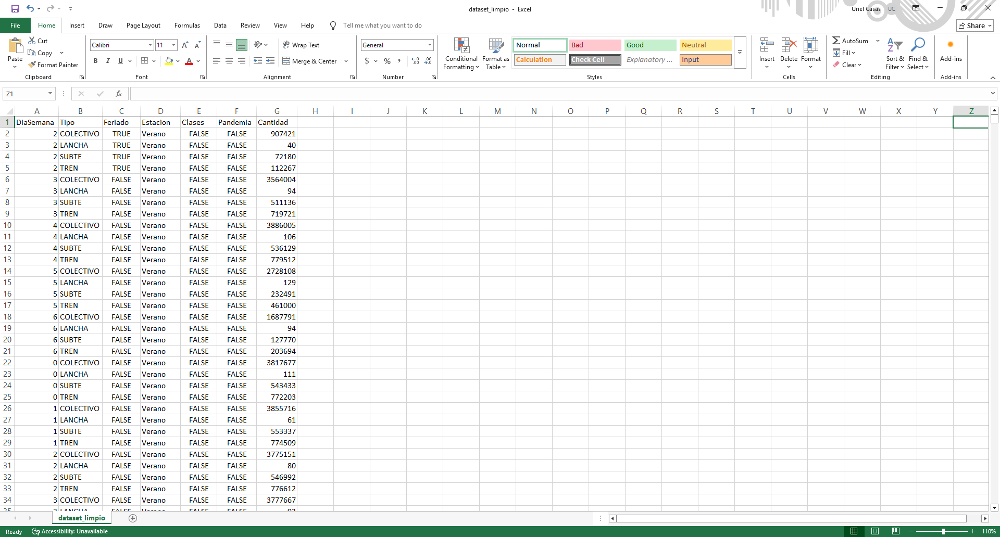 dataset_limpio - Excel
Uriel Casas UC
File Home Insert Draw Page Layout Formulas Data Review View Help Tell me what you want to do
Share
Paste
Cut
Copy
Format Painter
Clipboard
Calibri 11
B I U
Font
Wrap Text
Merge & Center
Alignment
General
$ % ,
Number
Conditional Formatting
Format as Table
Normal Bad Good Neutral
Calculation Check Cell Explanatory ... Input
Styles
Insert Delete Format
Cells
AutoSum
Fill
Clear
Sort & Filter
Find & Select
Editing
Add-ins
Add-ins
Z1 fx
A B C D E F G H I J K L M N O P Q R S T U V W X Y Z
1 DiaSemana Tipo Feriado Estacion Clases Pandemia Cantidad
2 2 COLECTIVO TRUE Verano FALSE FALSE 907421
3 2 LANCHA TRUE Verano FALSE FALSE 40
4 2 SUBTE TRUE Verano FALSE FALSE 72180
5 2 TREN TRUE Verano FALSE FALSE 112267
6 3 COLECTIVO FALSE Verano FALSE FALSE 3564004
7 3 LANCHA FALSE Verano FALSE FALSE 94
8 3 SUBTE FALSE Verano FALSE FALSE 511136
9 3 TREN FALSE Verano FALSE FALSE 719721
10 4 COLECTIVO FALSE Verano FALSE FALSE 3886005
11 4 LANCHA FALSE Verano FALSE FALSE 106
12 4 SUBTE FALSE Verano FALSE FALSE 536129
13 4 TREN FALSE Verano FALSE FALSE 779512
14 5 COLECTIVO FALSE Verano FALSE FALSE 2728108
15 5 LANCHA FALSE Verano FALSE FALSE 129
16 5 SUBTE FALSE Verano FALSE FALSE 232491
17 5 TREN FALSE Verano FALSE FALSE 461000
18 6 COLECTIVO FALSE Verano FALSE FALSE 1687791
19 6 LANCHA FALSE Verano FALSE FALSE 94
20 6 SUBTE FALSE Verano FALSE FALSE 127770
21 6 TREN FALSE Verano FALSE FALSE 203694
22 0 COLECTIVO FALSE Verano FALSE FALSE 3817677
23 0 LANCHA FALSE Verano FALSE FALSE 111
24 0 SUBTE FALSE Verano FALSE FALSE 543433
25 0 TREN FALSE Verano FALSE FALSE 772203
26 1 COLECTIVO FALSE Verano FALSE FALSE 3855716
27 1 LANCHA FALSE Verano FALSE FALSE 61
28 1 SUBTE FALSE Verano FALSE FALSE 553337
29 1 TREN FALSE Verano FALSE FALSE 774509
30 2 COLECTIVO FALSE Verano FALSE FALSE 3775151
31 2 LANCHA FALSE Verano FALSE FALSE 80
32 2 SUBTE FALSE Verano FALSE FALSE 546992
33 2 TREN FALSE Verano FALSE FALSE 776612
34 3 COLECTIVO FALSE Verano FALSE FALSE 3777667
dataset_limpio
Ready Accessibility: Unavailable 110%